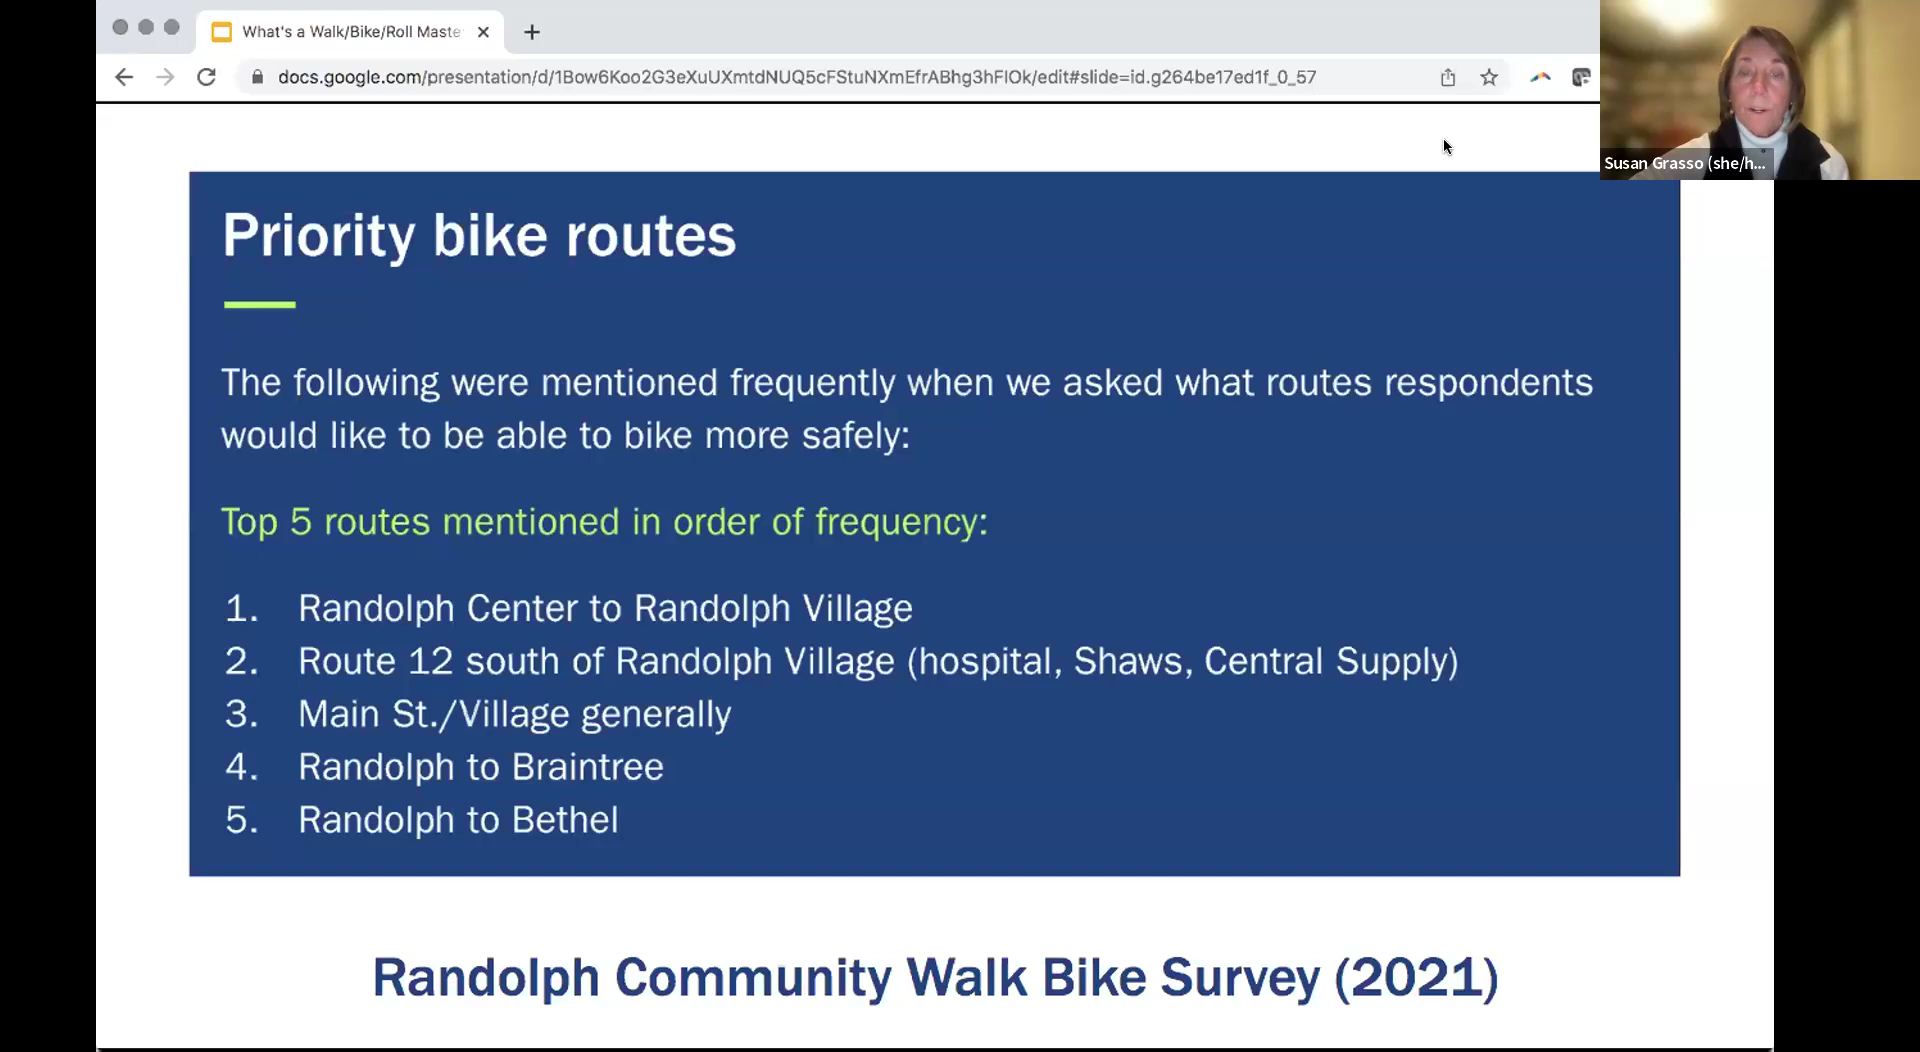 What's a Walk/Bike/Roll Maste
docs.google.com/presentation/d/1Bow6Koo2G3eXuUXmtdNUQ5cFStuNXmEfrABhg3hFlOk/edit#slide=id.g264be17ed1f_0_57
Susan Grasso (she/h...
Priority bike routes
The following were mentioned frequently when we asked what routes respondents
would like to be able to bike more safely:
Top 5 routes mentioned in order of frequency:
1. Randolph Center to Randolph Village
2. Route 12 south of Randolph Village (hospital, Shaws, Central Supply)
3. Main St./Village generally
4. Randolph to Braintree
5. Randolph to Bethel
Randolph Community Walk Bike Survey (2021)